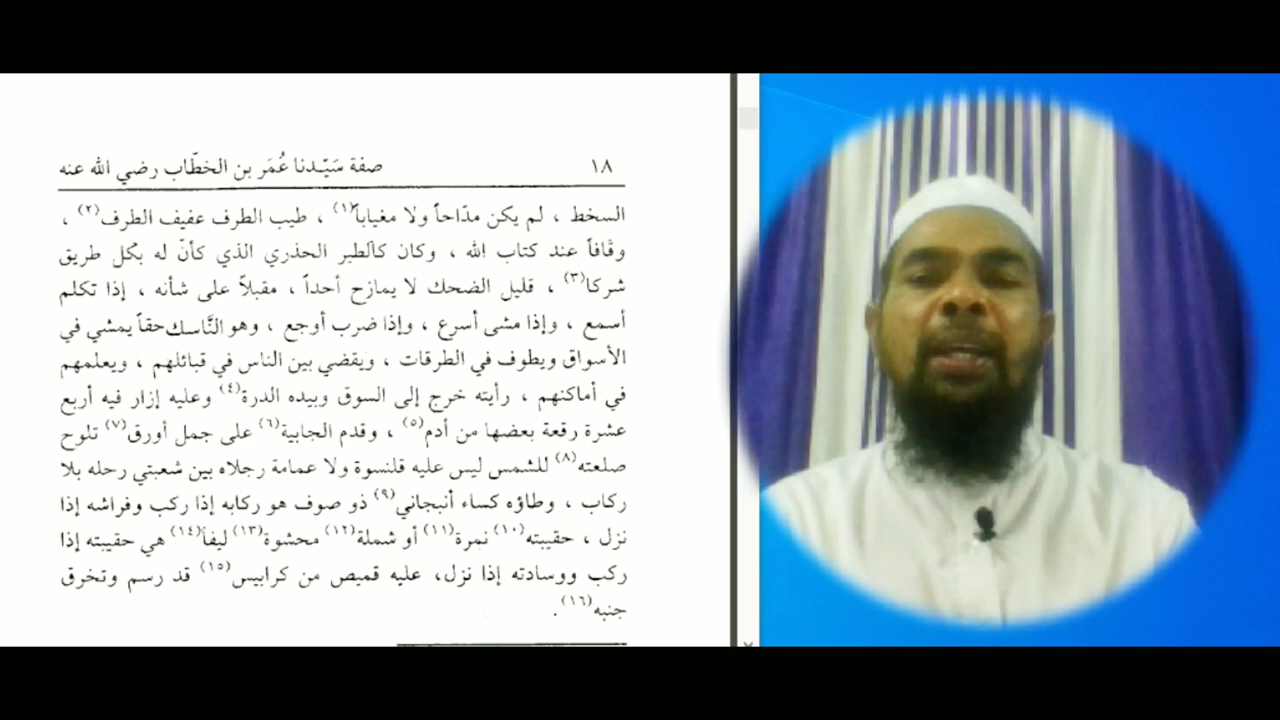 ١٨ صفة سَيّدنا عُمَر بن الخطّاب رضي الله عنه
السخط ، لم يكن مدّاحاً ولا مغياباً(١) ، طيب الطرف عفيف الطرف(٢) ،
وقافاً عند كتاب الله ، وكان كالطير الحذري الذي كأنّ له بكل طريق
شركا(٣) ، قليل الضحك لا يمازح أحداً ، مقبلاً على شأنه ، إذا تكلم
أسمع ، وإذا مشى أسرع ، وإذا ضرب أوجع ، وهو النَّاسك حقاً يمشي في
الأسواق ويطوف في الطرقات ، ويقضي بين الناس في قبائلهم ، ويعلمهم
في أماكنهم ، رأيته خرج إلى السوق وبيده الدرة(٤) وعليه إزار فيه أربع
عشرة رقعة بعضها من أدم(٥) ، وقدم الجابية(٦) على جمل أورق(٧) تلوح
صلعته(٨) للشمس ليس عليه قلنسوة ولا عمامة رجلاه بين شعبتي رحله بلا
ركاب ، وطاؤه كساء أنبجاني(٩) ذو صوف هو ركابه إذا ركب وفراشه إذا
نزل ، حقيبته(١٠) نمرة(١١) أو شملة(١٢) محشوة(١٣) ليفاً(١٤) هي حقيبته إذا
ركب ووسادته إذا نزل، عليه قميص من كرابيس(١٥) قد رسم وتخرق
جنبه(١٦).